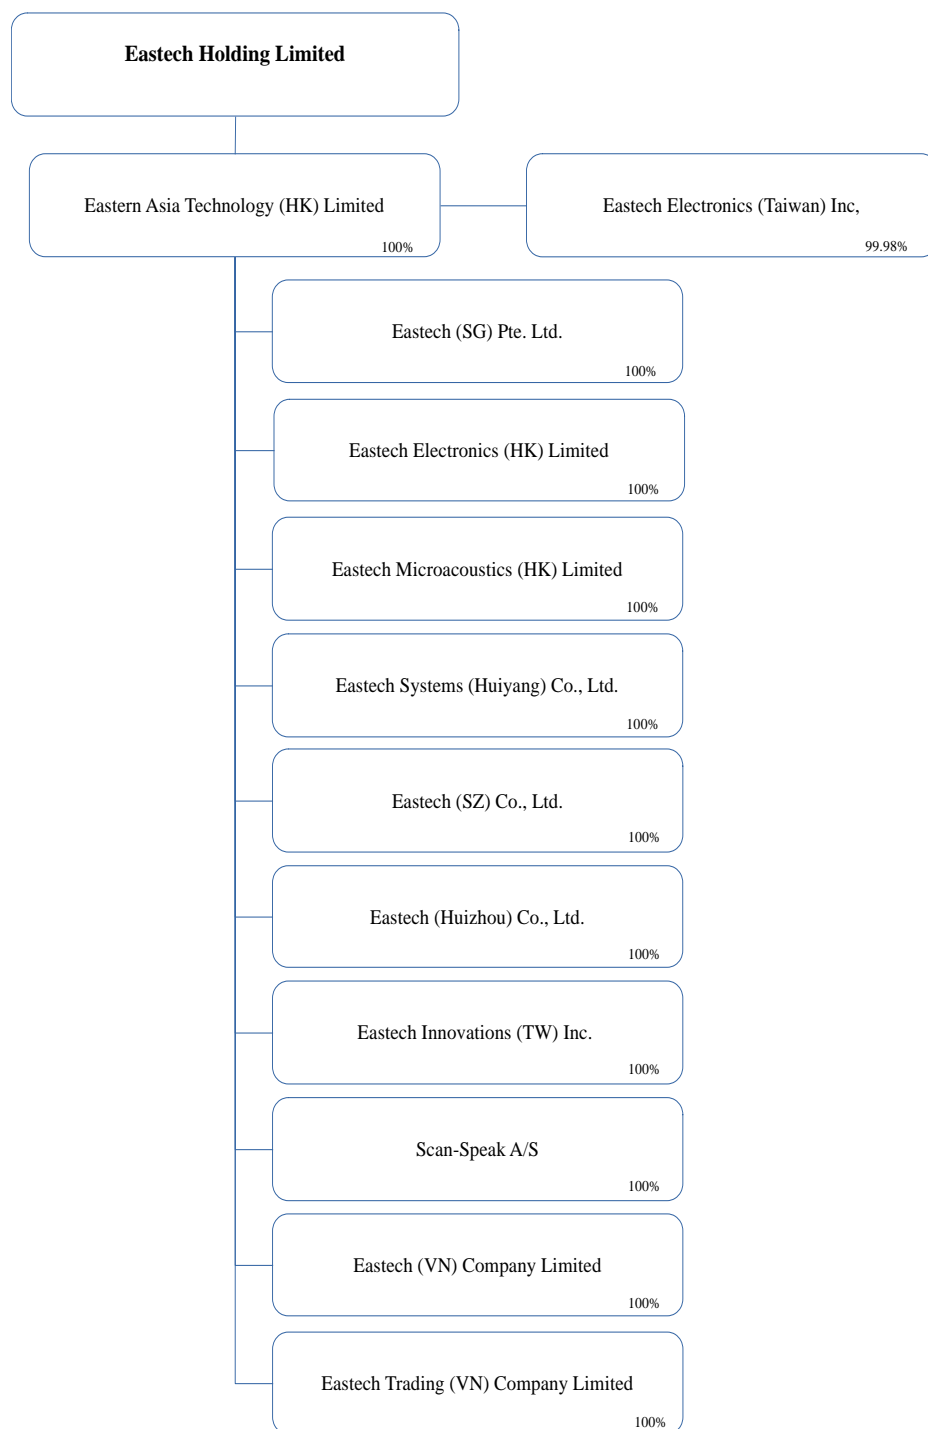 Eastech Holding Limited
Eastern Asia Technology (HK) Limited
100%
Eastech Electronics (Taiwan) Inc,
99.98%
Eastech (SG) Pte. Ltd.
100%
Eastech Electronics (HK) Limited
100%
Eastech Microacoustics (HK) Limited
100%
Eastech Systems (Huiyang) Co., Ltd.
100%
Eastech (SZ) Co., Ltd.
100%
Eastech (Huizhou) Co., Ltd.
100%
Eastech Innovations (TW) Inc.
100%
Scan-Speak A/S
100%
Eastech (VN) Company Limited
100%
Eastech Trading (VN) Company Limited
100%